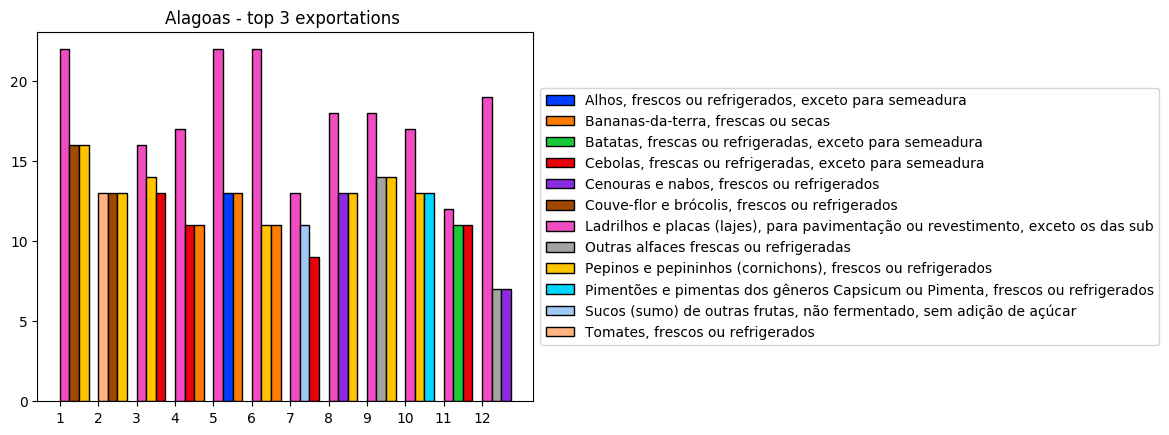 Alagoas - top 3 exportations
20
15
10
5
0
1 2 3 4 5 6 7 8 9 10 11 12
Alhos, frescos ou refrigerados, exceto para semeadura
Bananas-da-terra, frescas ou secas
Batatas, frescas ou refrigeradas, exceto para semeadura
Cebolas, frescas ou refrigeradas, exceto para semeadura
Cenouras e nabos, frescos ou refrigerados
Couve-flor e brócolis, frescos ou refrigerados
Ladrilhos e placas (lajes), para pavimentação ou revestimento, exceto os das sub
Outras alfaces frescas ou refrigeradas
Pepinos e pepininhos (cornichons), frescos ou refrigerados
Pimentões e pimentas dos gêneros Capsicum ou Pimenta, frescos ou refrigerados
Sucos (sumo) de outras frutas, não fermentado, sem adição de açúcar
Tomates, frescos ou refrigerados